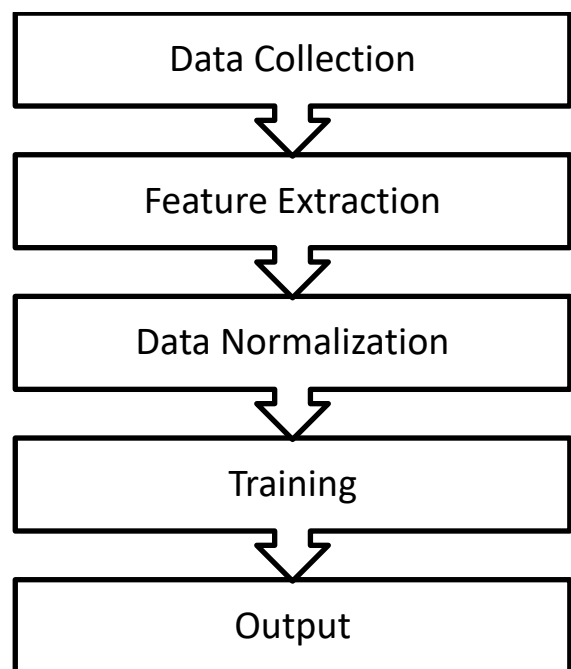 Data Collection
Feature Extraction
Data Normalization
Training
Output